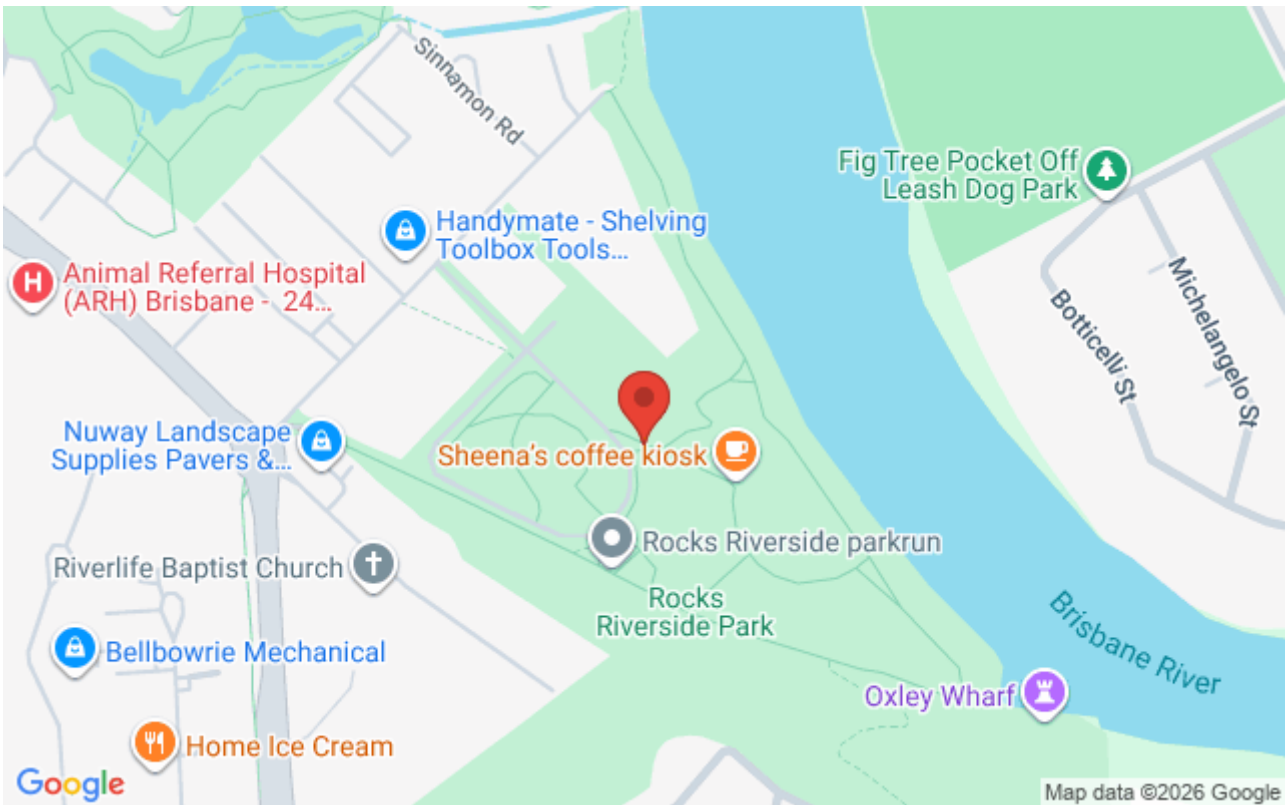 Sinnamon Rd
Fig Tree Pocket Off
Leash Dog Park
Handymate - Shelving
Toolbox Tools...
Michelangelo St
Animal Referral Hospital
(ARH) Brisbane - 24...
Botticelli St
Nuway Landscape
Supplies Pavers &...
Sheena's coffee kiosk
Rocks Riverside parkrun
Riverlife Baptist Church
Rocks
Riverside Park
Brisbane River
Bellbowrie Mechanical
Oxley Wharf
Home Ice Cream
Google
Map data ©2026 Google